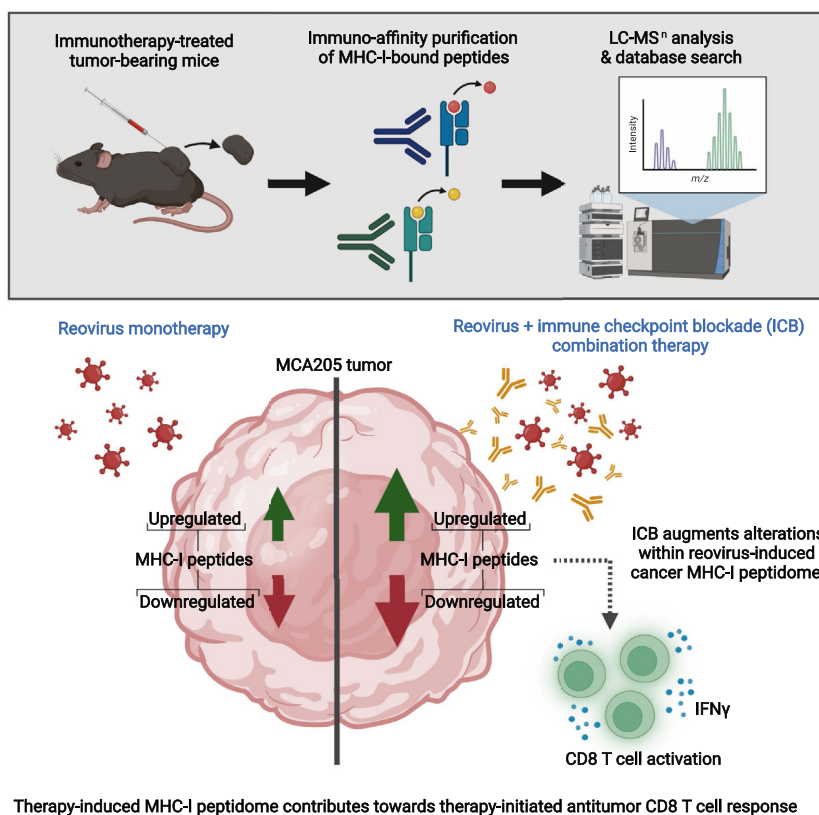 Immunotherapy-treated
tumor-bearing mice
Immuno-affinity purification
of MHC-I-bound peptides
LC-MSⁿ analysis
& database search
Intensity
m/z
Reovirus monotherapy
Reovirus + immune checkpoint blockade (ICB)
combination therapy
MCA205 tumor
Upregulated
MHC-I peptides
Downregulated
Upregulated
MHC-I peptides
Downregulated
ICB augments alterations
within reovirus-induced
cancer MHC-I peptidome
IFNγ
CD8 T cell activation
Therapy-induced MHC-I peptidome contributes towards therapy-initiated antitumor CD8 T cell response